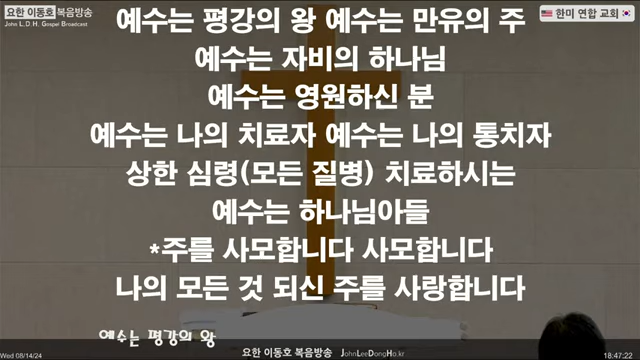 요한 이동호 복음방송
John L.D.H. Gospel Broadcast
한미 연합 교회
예수는 평강의 왕 예수는 만유의 주
예수는 자비의 하나님
예수는 영원하신 분
예수는 나의 치료자 예수는 나의 통치자
상한 심령(모든 질병) 치료하시는
예수는 하나님아들
*주를 사모합니다 사모합니다
나의 모든 것 되신 주를 사랑합니다
예수는 평강의 왕
Wed 08/14/24
요한 이동호 복음방송 JohnLeeDongHo.kr
18:47:22